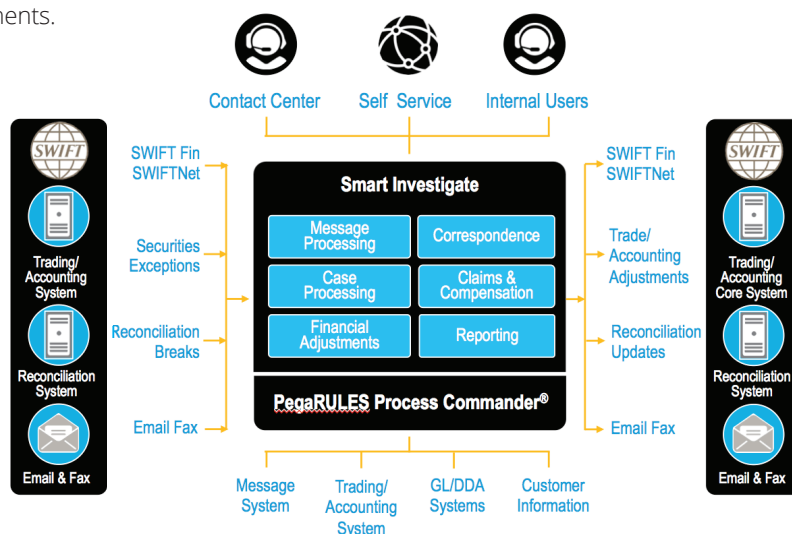 nents.
Contact Center
Self Service
Internal Users
SWIFT
Trading/
Accounting
System
Reconciliation
System
Email & Fax
SWIFT Fin
SWIFTNet
Securities
Exceptions
Reconciliation
Breaks
Email Fax
Smart Investigate
Message
Processing
Correspondence
Case
Processing
Claims &
Compensation
Financial
Adjustments
Reporting
PegaRULES Process Commander®
SWIFT Fin
SWIFTNet
Trade/
Accounting
Adjustments
Reconciliation
Updates
Email Fax
SWIFT
Trading/
Accounting
Core System
Reconciliation
System
Email & Fax
Message
System
Trading/
Accounting
System
GL/DDA
Systems
Customer
Information